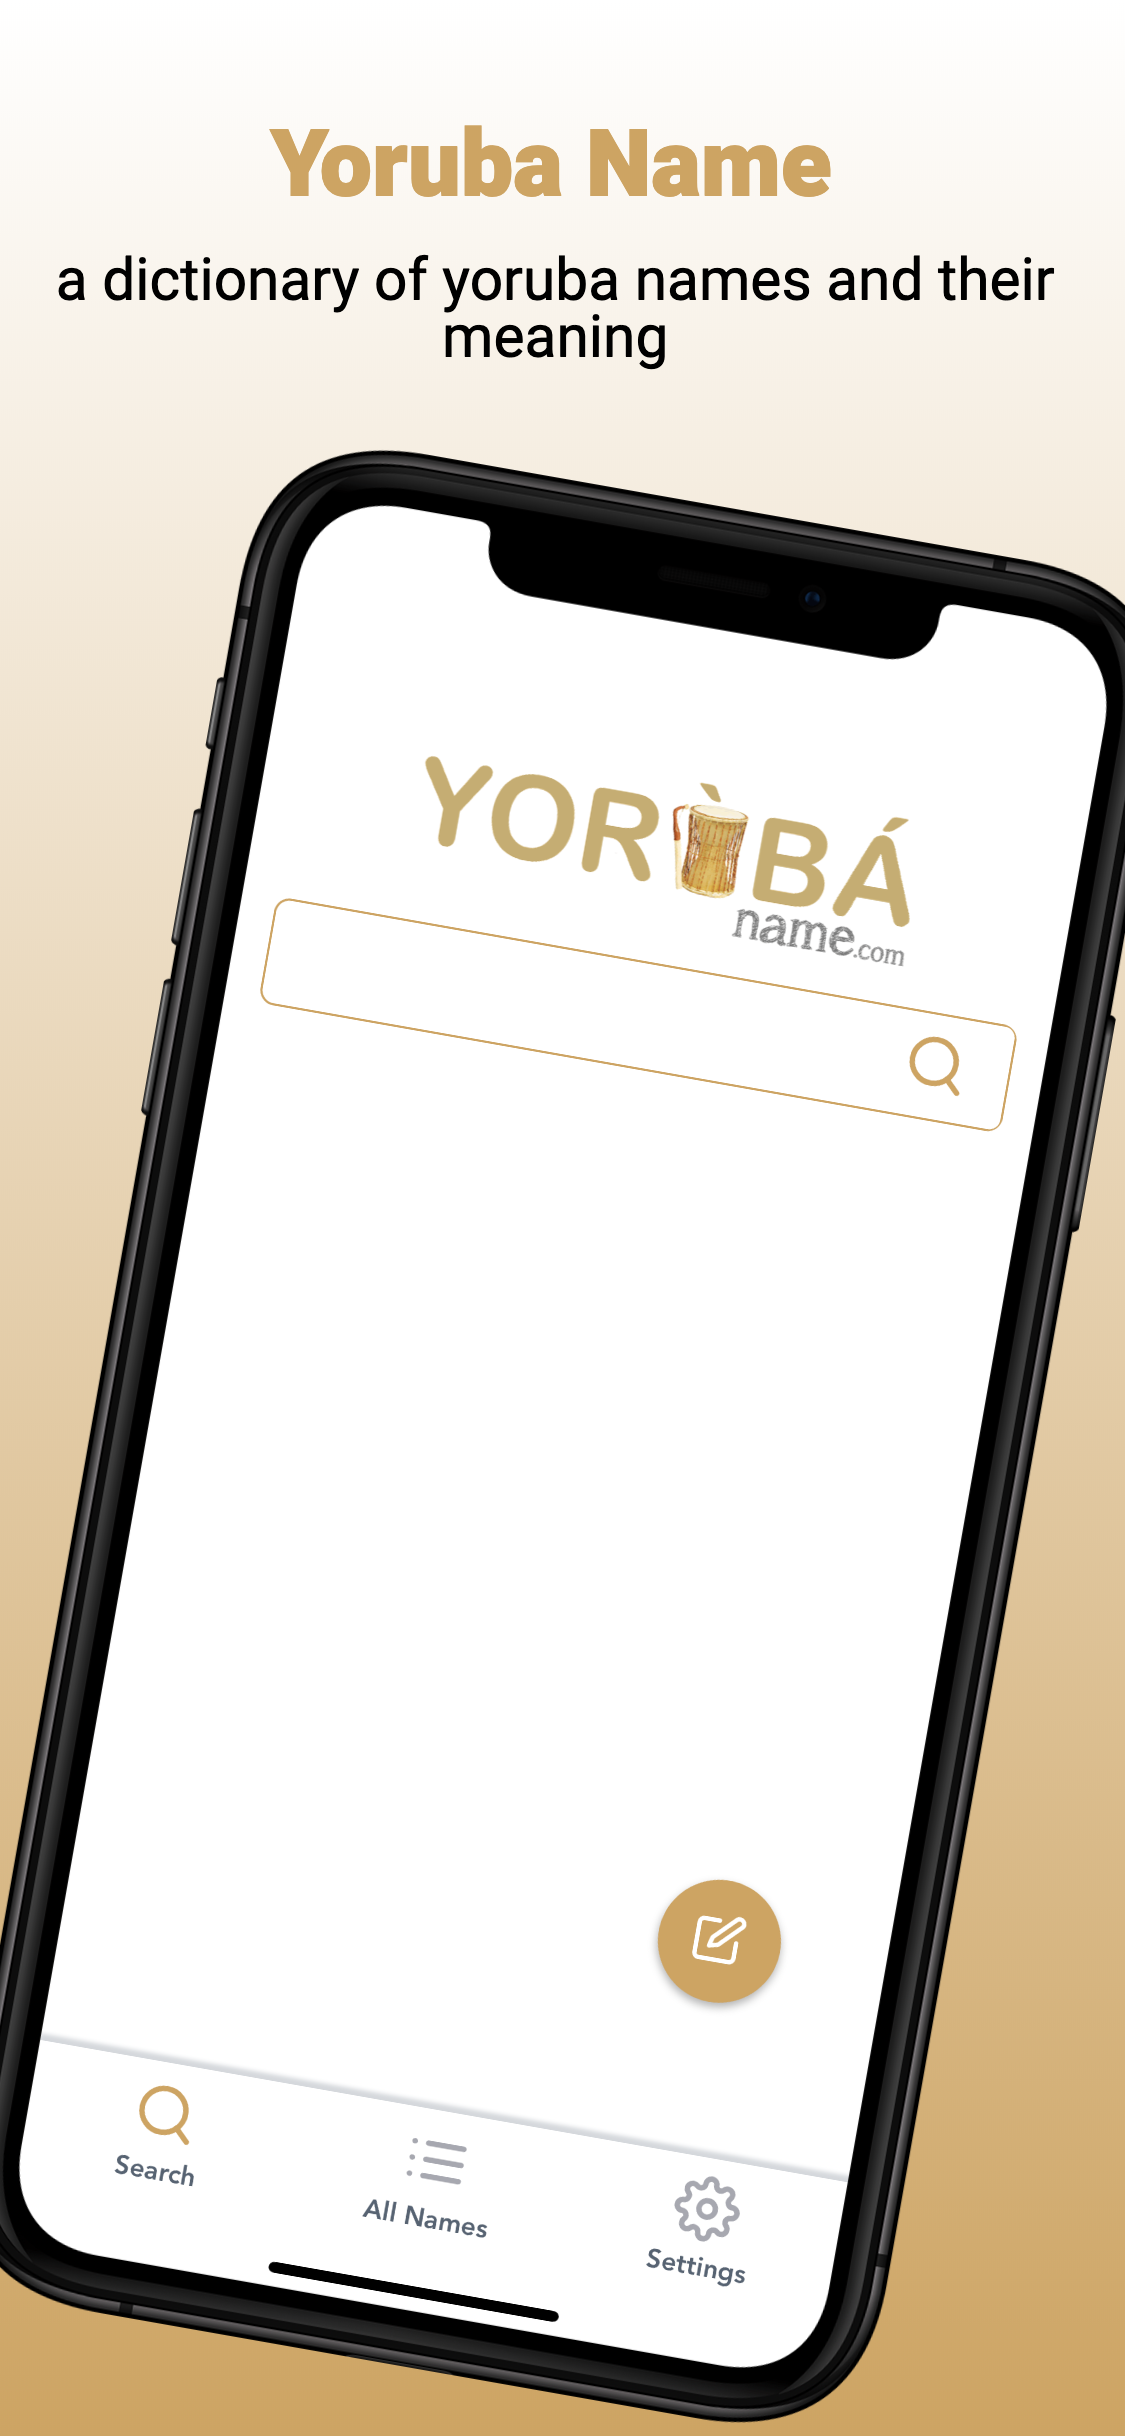 Yoruba Name
a dictionary of yoruba names and their
meaning
YORÙBÁ
name.com
Search
All Names
Settings